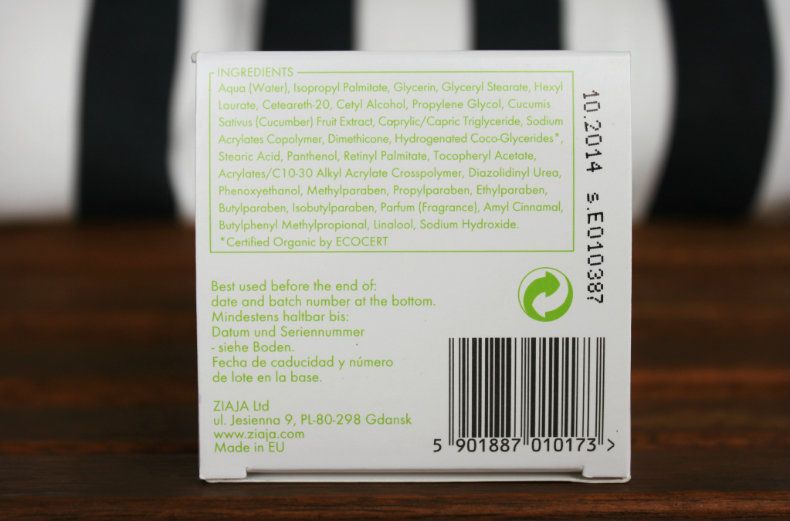 INGREDIENTS
Aqua (Water), Isopropyl Palmitate, Glycerin, Glyceryl Stearate, Hexyl
Laurate, Ceteareth-20, Cetyl Alcohol, Propylene Glycol, Cucumis
Sativus (Cucumber) Fruit Extract, Caprylic/Capric Triglyceride, Sodium
Acrylates Copolymer, Dimethicone, Hydrogenated Coco-Glycerides*,
Stearic Acid, Panthenol, Retinyl Palmitate, Tocopheryl Acetate,
Acrylates/C10-30 Alkyl Acrylate Crosspolymer, Diazolidinyl Urea,
Phenoxyethanol, Methylparaben, Propylparaben, Ethylparaben,
Butylparaben, Isobutylparaben, Parfum (Fragrance), Amyl Cinnamal,
Butylphenyl Methylpropional, Linalool, Sodium Hydroxide.
*Certified Organic by ECOCERT
10.2014 s.E010387
Best used before the end of:
date and batch number at the bottom.
Mindestens haltbar bis:
Datum und Seriennummer
- siehe Boden.
Fecha de caducidad y número
de lote en la base.
ZIAJA Ltd
ul. Jesienna 9, PL-80-298 Gdansk
www.ziaja.com
Made in EU
5 901887 010173 >